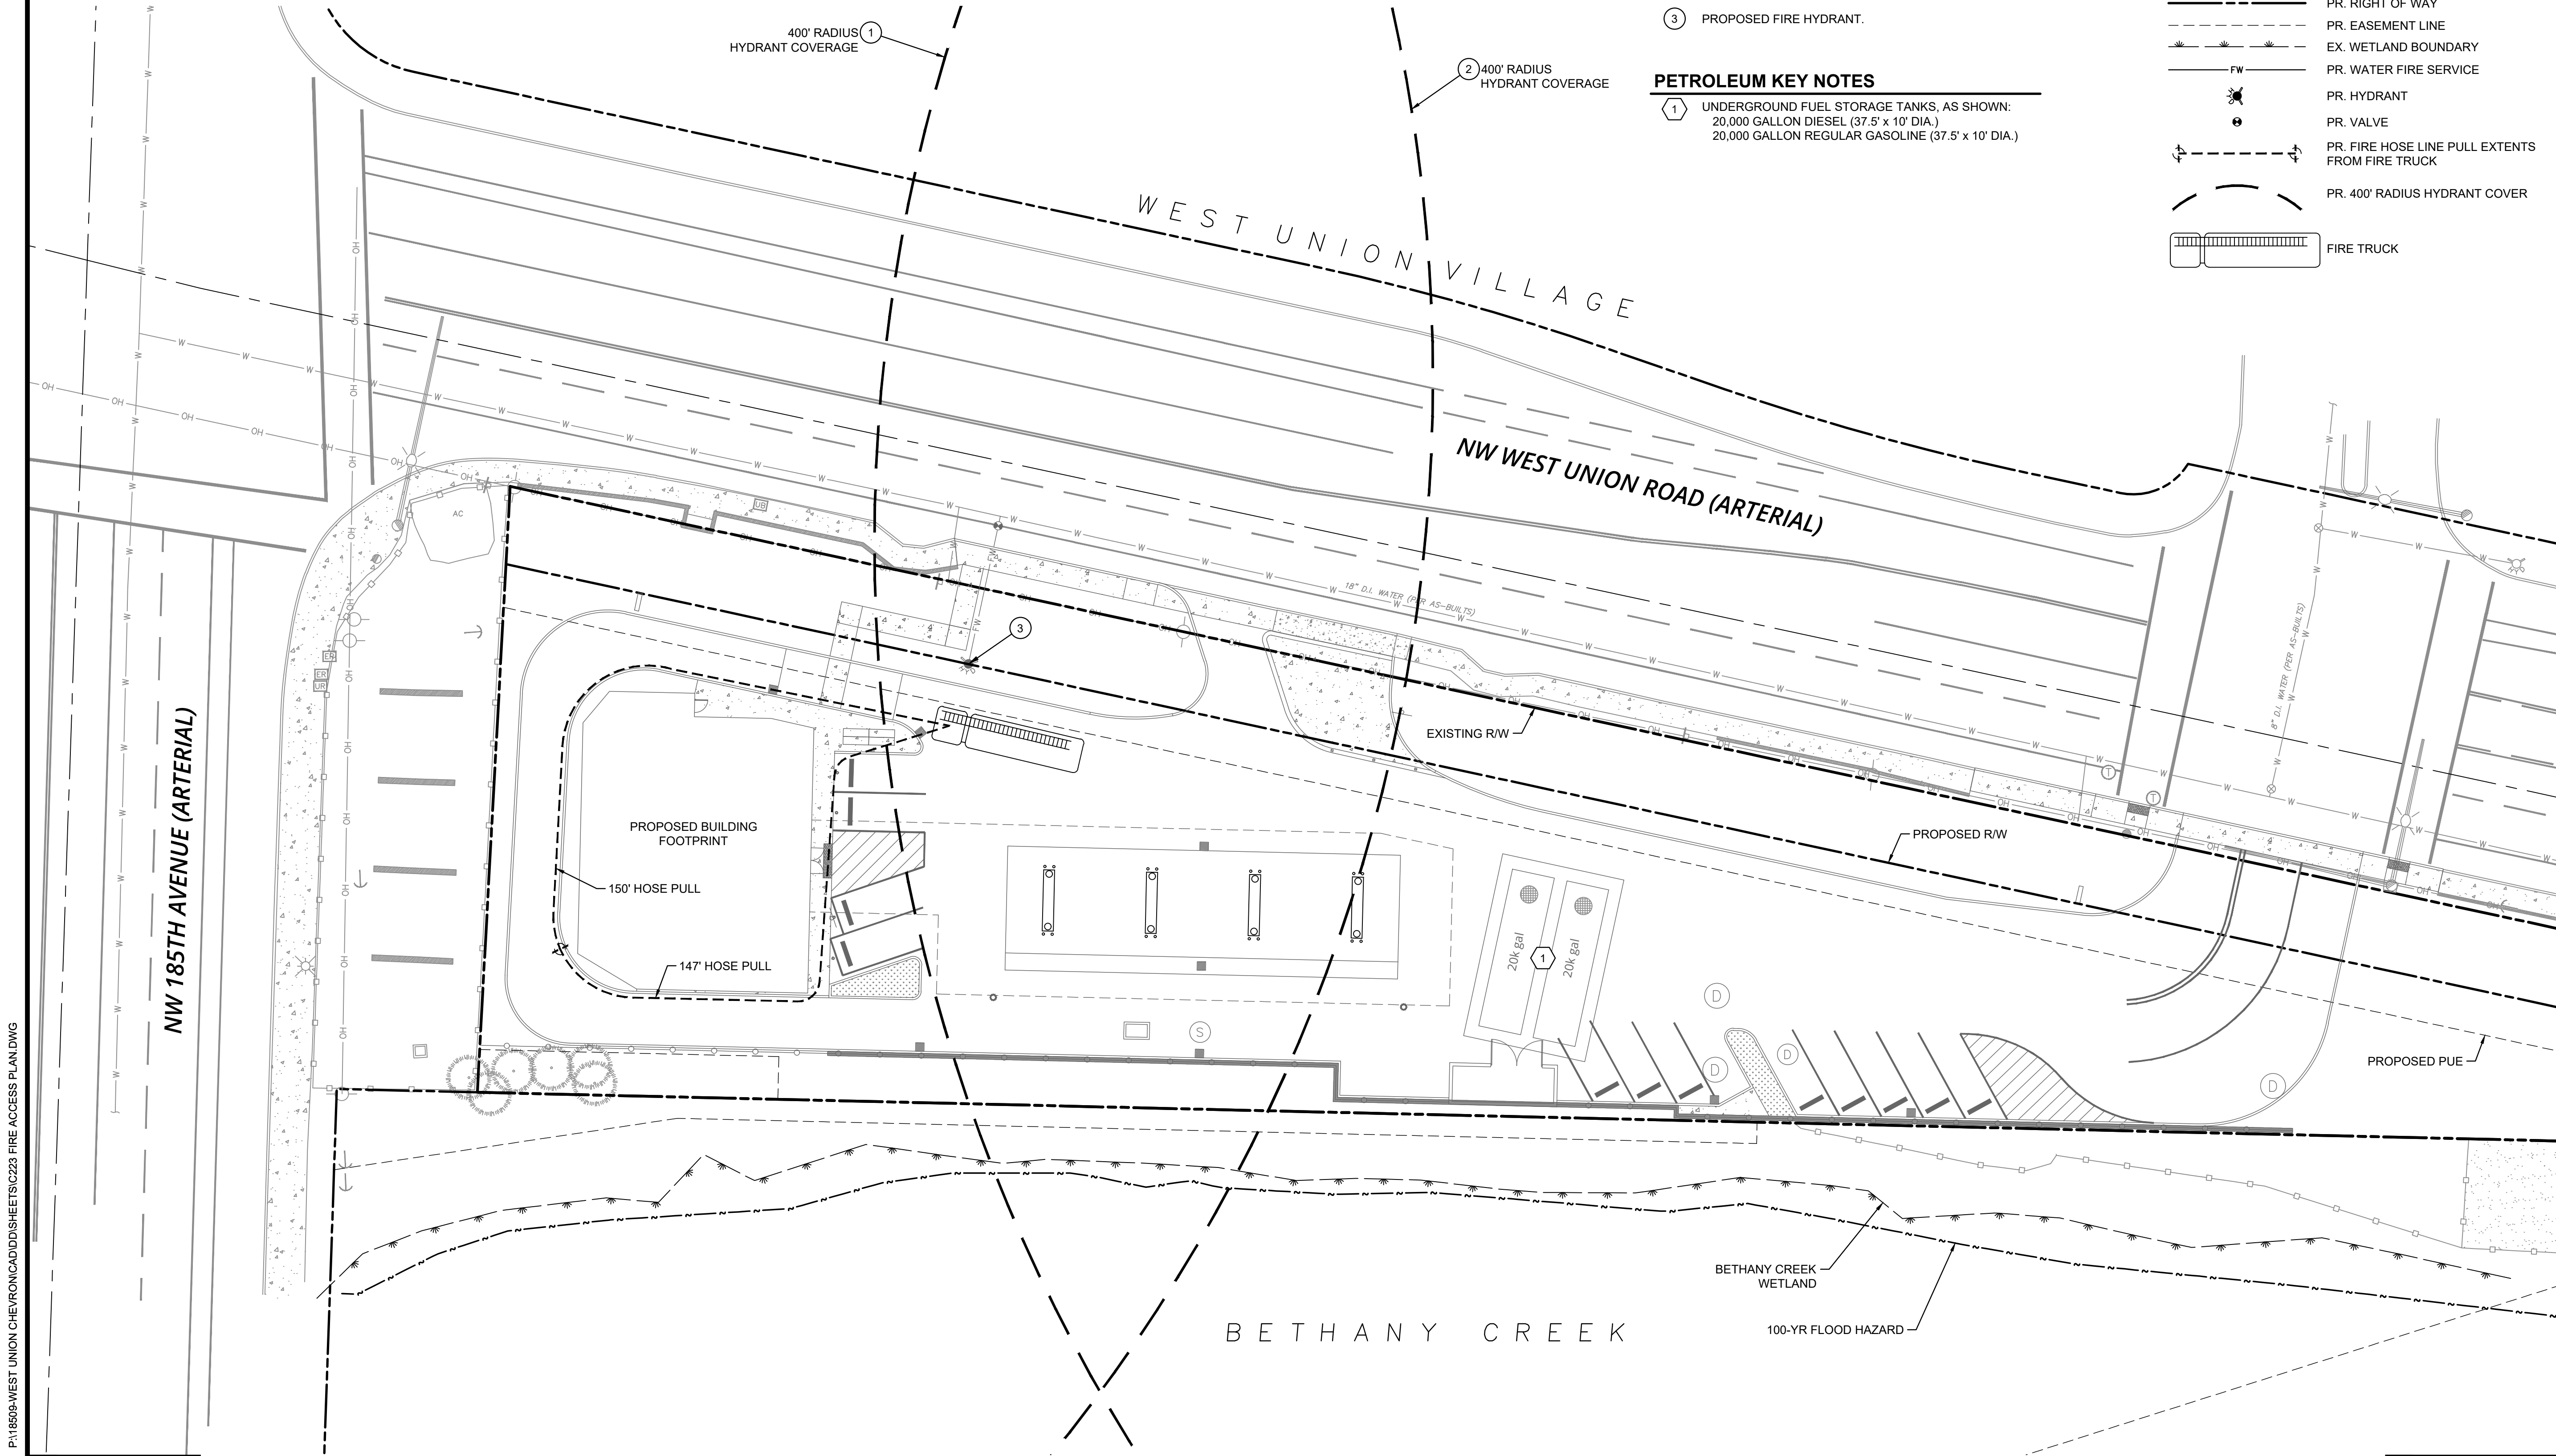 PR. RIGHT OF WAY
PR. EASEMENT LINE
EX. WETLAND BOUNDARY
FW
PR. WATER FIRE SERVICE
PR. HYDRANT
PR. VALVE
PR. FIRE HOSE LINE PULL EXTENTS
FROM FIRE TRUCK
PR. 400' RADIUS HYDRANT COVER
FIRE TRUCK
3 PROPOSED FIRE HYDRANT.
PETROLEUM KEY NOTES
1 UNDERGROUND FUEL STORAGE TANKS, AS SHOWN:
20,000 GALLON DIESEL (37.5' x 10' DIA.)
20,000 GALLON REGULAR GASOLINE (37.5' x 10' DIA.)
400' RADIUS 1
HYDRANT COVERAGE
2 400' RADIUS
HYDRANT COVERAGE
WEST UNION VILLAGE
NW WEST UNION ROAD (ARTERIAL)
18" D.I. WATER (PER AS-BUILTS)
8" D.I. WATER (PER AS-BUILTS)
AC
UB
ER
ER
UR
3
EXISTING R/W
PROPOSED R/W
PROPOSED BUILDING
FOOTPRINT
150' HOSE PULL
147' HOSE PULL
20k gal
1
20k gal
S
D
D
D
D
T
T
PROPOSED PUE
NW 185TH AVENUE (ARTERIAL)
BETHANY CREEK
WETLAND
100-YR FLOOD HAZARD
BETHANY CREEK
P:\18509-WEST UNION CHEVRON\CAD\DD\SHEETS\C223 FIRE ACCESS PLAN.DWG